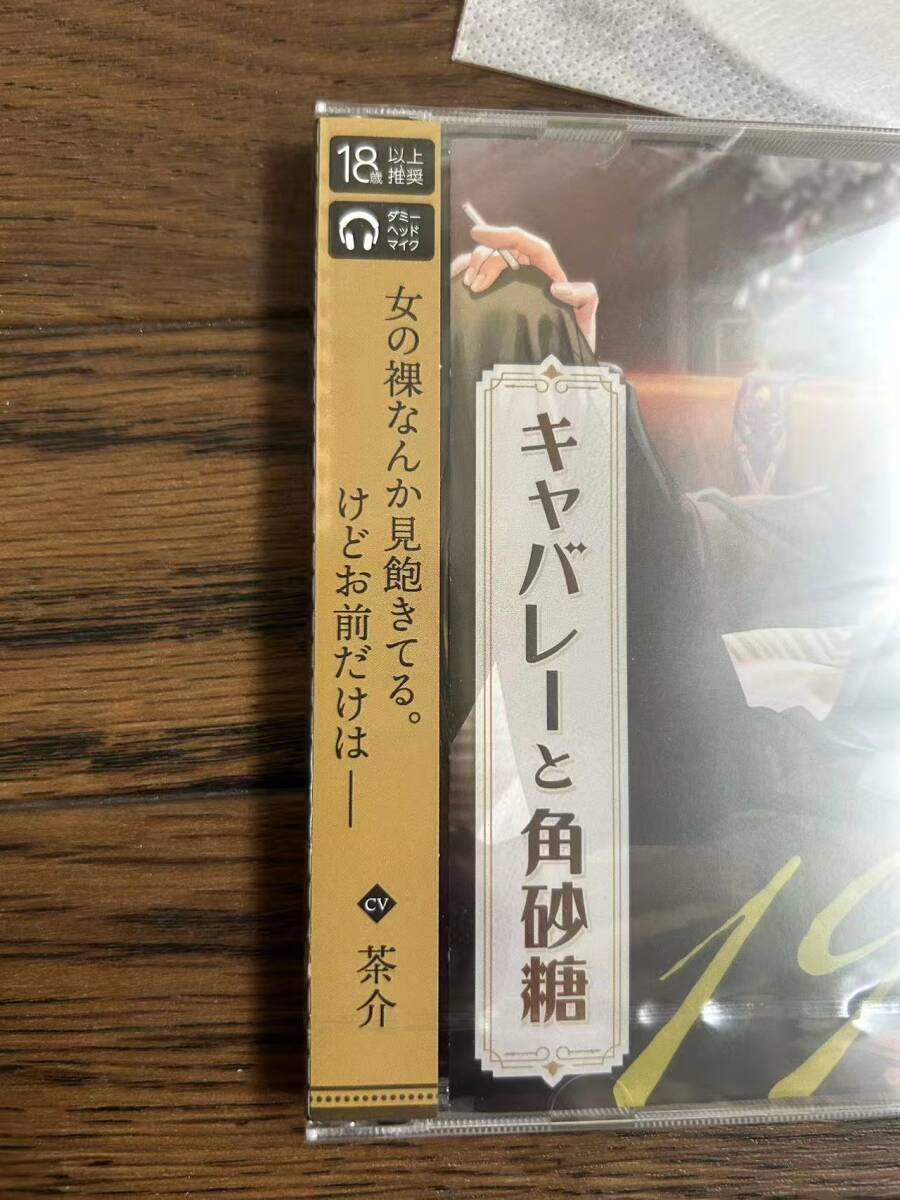 18歳以上推奨
ダミー
ヘッド
マイク
女の裸なんか見飽きてる。
けどお前だけは——
CV
茶介
キャバレーと角砂糖
19